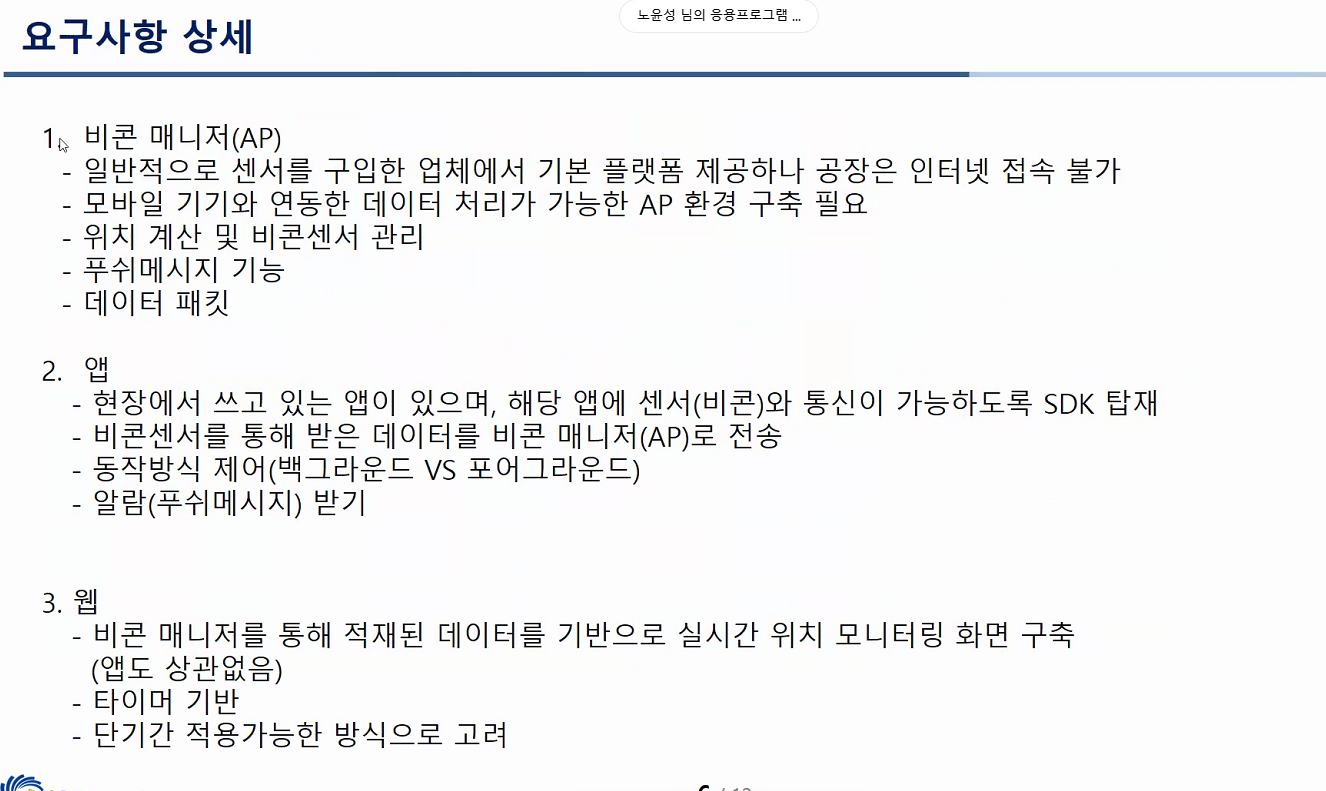 노윤성 님의 응용프로그램 ...
요구사항 상세
1. 비콘 매니저(AP)
- 일반적으로 센서를 구입한 업체에서 기본 플랫폼 제공하나 공장은 인터넷 접속 불가
- 모바일 기기와 연동한 데이터 처리가 가능한 AP 환경 구축 필요
- 위치 계산 및 비콘센서 관리
- 푸쉬메시지 기능
- 데이터 패킷
2. 앱
- 현장에서 쓰고 있는 앱이 있으며, 해당 앱에 센서(비콘)와 통신이 가능하도록 SDK 탑재
- 비콘센서를 통해 받은 데이터를 비콘 매니저(AP)로 전송
- 동작방식 제어(백그라운드 VS 포어그라운드)
- 알람(푸쉬메시지) 받기
3. 웹
- 비콘 매니저를 통해 적재된 데이터를 기반으로 실시간 위치 모니터링 화면 구축
(앱도 상관없음)
- 타이머 기반
- 단기간 적용가능한 방식으로 고려